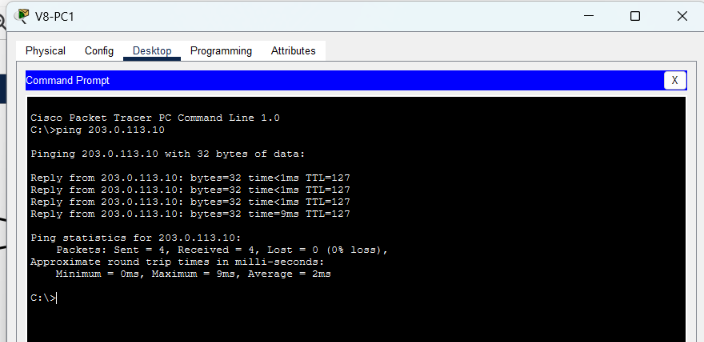 V8-PC1
Physical Config Desktop Programming Attributes
Command Prompt X
Cisco Packet Tracer PC Command Line 1.0
C:\>ping 203.0.113.10
Pinging 203.0.113.10 with 32 bytes of data:
Reply from 203.0.113.10: bytes=32 time<1ms TTL=127
Reply from 203.0.113.10: bytes=32 time<1ms TTL=127
Reply from 203.0.113.10: bytes=32 time<1ms TTL=127
Reply from 203.0.113.10: bytes=32 time=9ms TTL=127
Ping statistics for 203.0.113.10:
Packets: Sent = 4, Received = 4, Lost = 0 (0% loss),
Approximate round trip times in milli-seconds:
Minimum = 0ms, Maximum = 9ms, Average = 2ms
C:\>